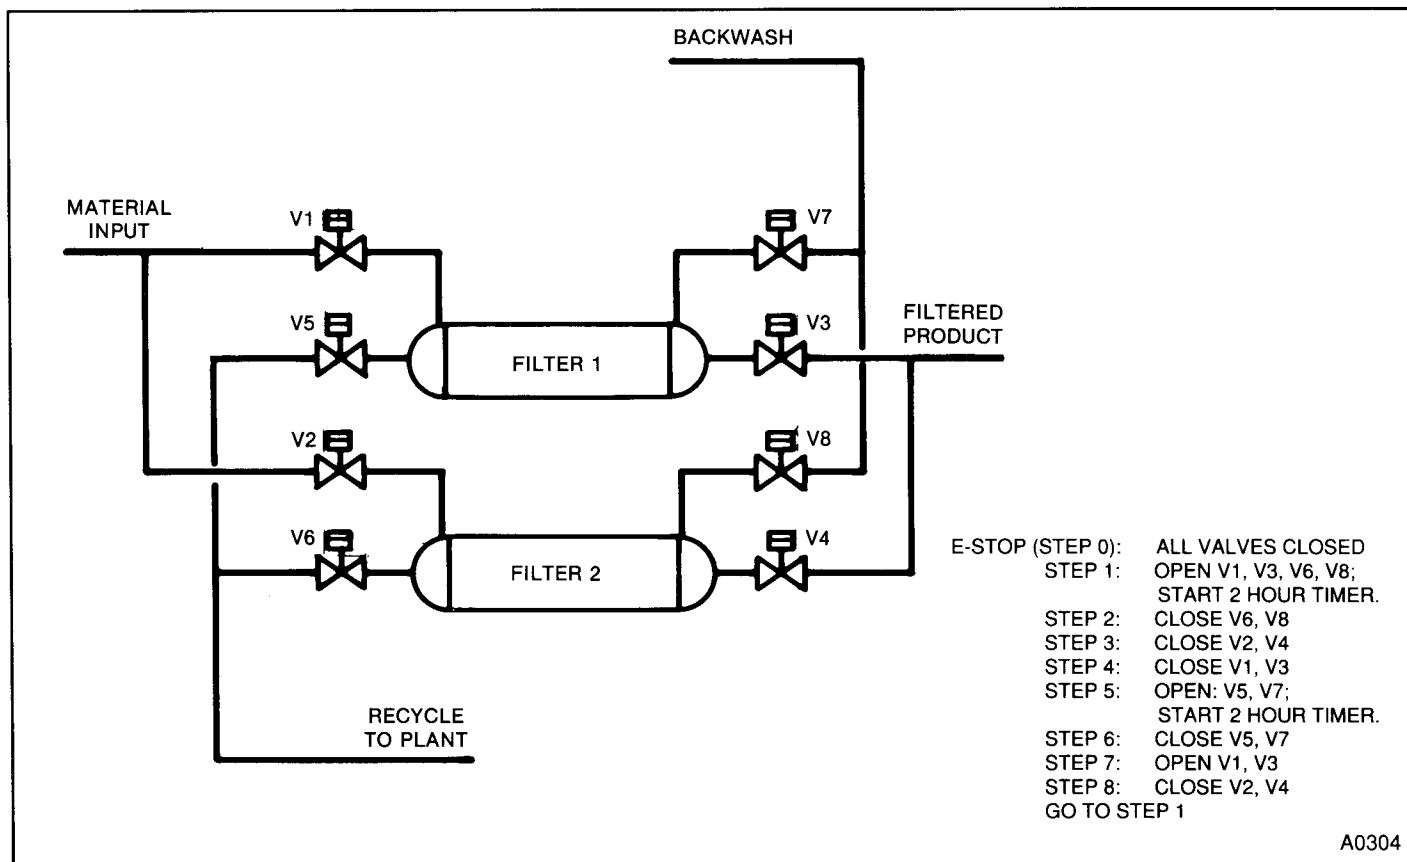 BACKWASH
MATERIAL
INPUT
V1
V7
V5
V3
FILTERED
PRODUCT
FILTER 1
V2
V8
V6
V4
FILTER 2
E-STOP (STEP 0): ALL VALVES CLOSED
STEP 1: OPEN V1, V3, V6, V8;
START 2 HOUR TIMER.
STEP 2: CLOSE V6, V8
STEP 3: CLOSE V2, V4
STEP 4: CLOSE V1, V3
STEP 5: OPEN: V5, V7;
START 2 HOUR TIMER.
STEP 6: CLOSE V5, V7
STEP 7: OPEN V1, V3
STEP 8: CLOSE V2, V4
GO TO STEP 1
RECYCLE
TO PLANT
A0304